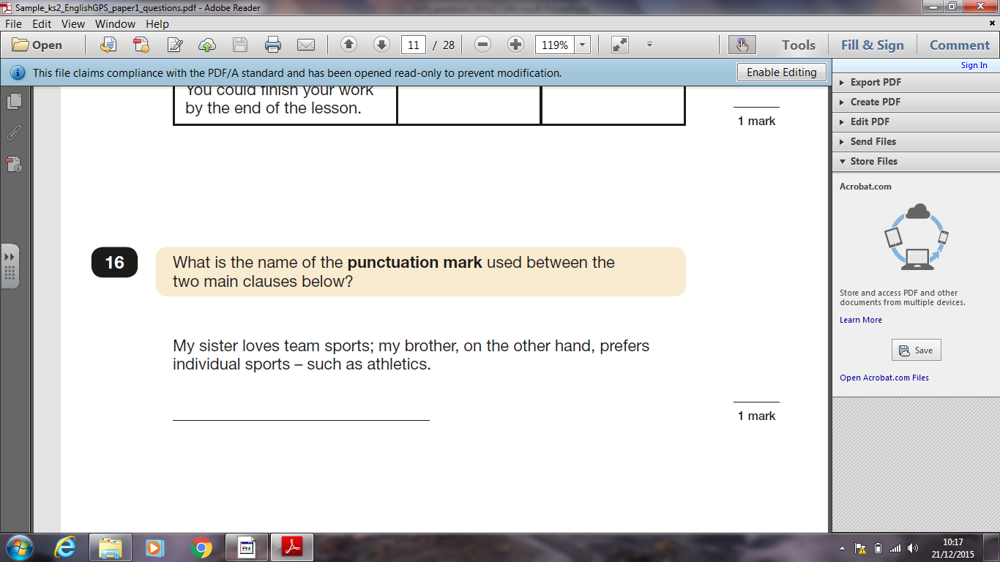 Sample_ks2_EnglishGPS_paper1_questions.pdf - Adobe Reader
File Edit View Window Help
Open 11 / 28 119% Tools Fill & Sign Comment
This file claims compliance with the PDF/A standard and has been opened read-only to prevent modification. Enable Editing
Sign In
Export PDF
Create PDF
Edit PDF
Send Files
Store Files
Acrobat.com
Store and access PDF and other
documents from multiple devices.
Learn More
Save
Open Acrobat.com Files
You could finish your work
by the end of the lesson.
1 mark
16 What is the name of the punctuation mark used between the
two main clauses below?
My sister loves team sports; my brother, on the other hand, prefers
individual sports – such as athletics.
1 mark
10:17
21/12/2015